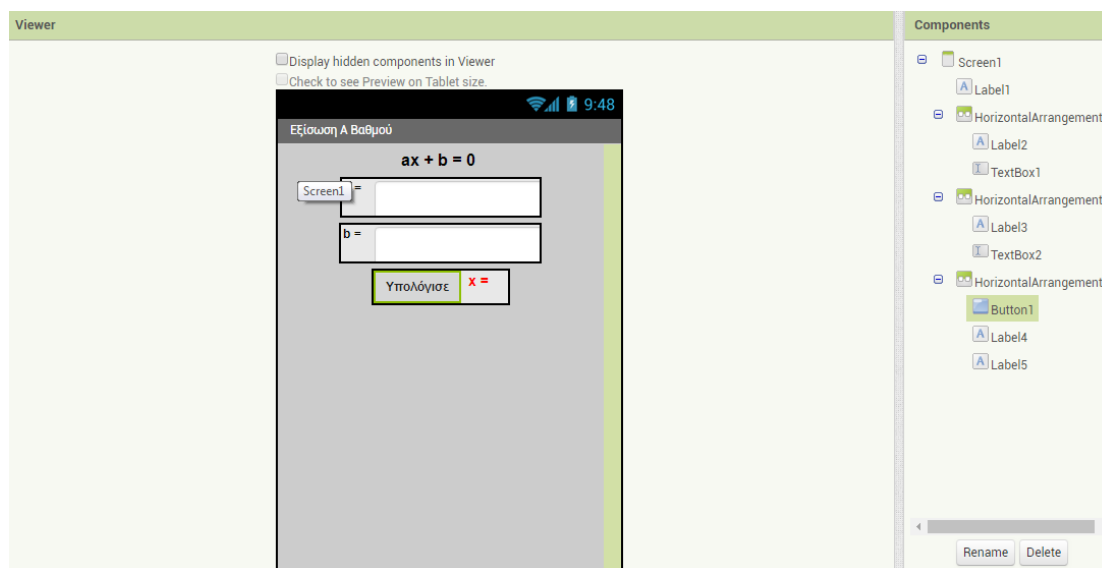 Viewer
Display hidden components in Viewer
Check to see Preview on Tablet size.
9:48
Εξίσωση Α Βαθμού
ax + b = 0
Screen1
=
b =
Υπολόγισε
x =
Components
Screen1
A Label1
HorizontalArrangement
A Label2
TextBox1
HorizontalArrangement
A Label3
TextBox2
HorizontalArrangement
Button1
A Label4
A Label5
Rename Delete